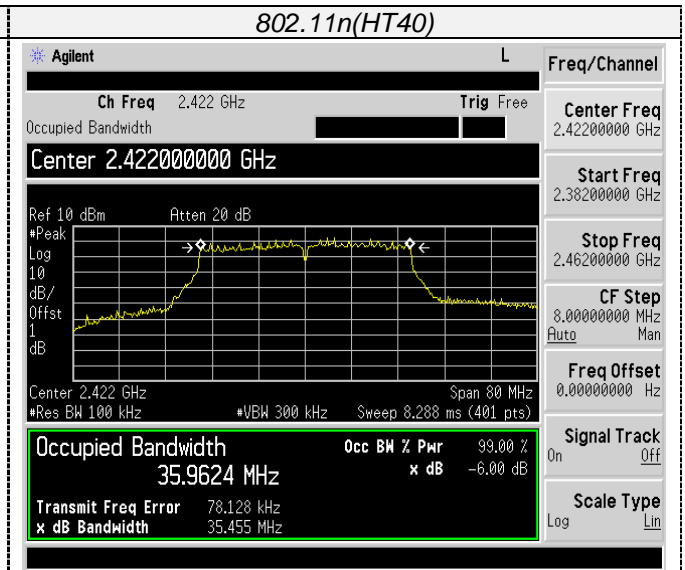 802.11n(HT40)
Agilent L
Freq/Channel
Ch Freq 2.422 GHz Trig Free
Occupied Bandwidth
Center 2.422000000 GHz
Ref 10 dBm Atten 20 dB
#Peak
Log
10
dB/
Offst
1
dB
Center 2.422 GHz Span 80 MHz
#Res BW 100 kHz #VBW 300 kHz Sweep 8.288 ms (401 pts)
Occupied Bandwidth Occ BW % Pwr 99.00 %
35.9624 MHz x dB -6.00 dB
Transmit Freq Error 78.128 kHz
x dB Bandwidth 35.455 MHz
Center Freq
2.42200000 GHz
Start Freq
2.38200000 GHz
Stop Freq
2.46200000 GHz
CF Step
8.00000000 MHz
Auto Man
Freq Offset
0.00000000 Hz
Signal Track
On Off
Scale Type
Log Lin